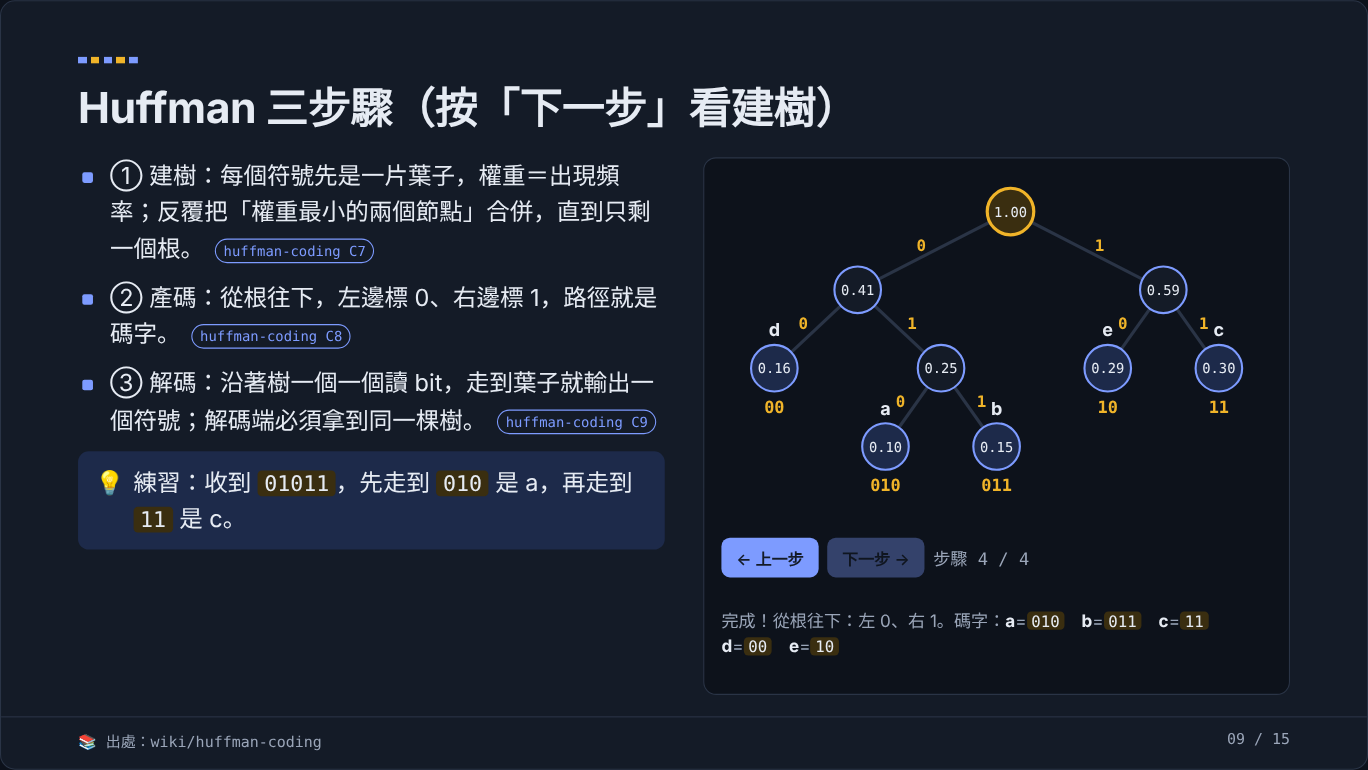 Huffman 三步驟（按「下一步」看建樹）
① 建樹：每個符號先是一片葉子，權重＝出現頻
率；反覆把「權重最小的兩個節點」合併，直到只剩
一個根。 huffman-coding C7
② 產碼：從根往下，左邊標 0、右邊標 1，路徑就是
碼字。 huffman-coding C8
③ 解碼：沿著樹一個一個讀 bit，走到葉子就輸出一
個符號；解碼端必須拿到同一棵樹。 huffman-coding C9
💡 練習：收到 01011，先走到 010 是 a，再走到
11 是 c。
1.00
0 1
0.41 0.59
d 0 1 e 0 1 c
0.16 0.25 0.29 0.30
00 10 11
a 0 1 b
0.10 0.15
010 011
← 上一步 下一步 → 步驟 4 / 4
完成！從根往下：左 0、右 1。碼字：a=010 b=011 c=11
d=00 e=10
📚 出處：wiki/huffman-coding
09 / 15